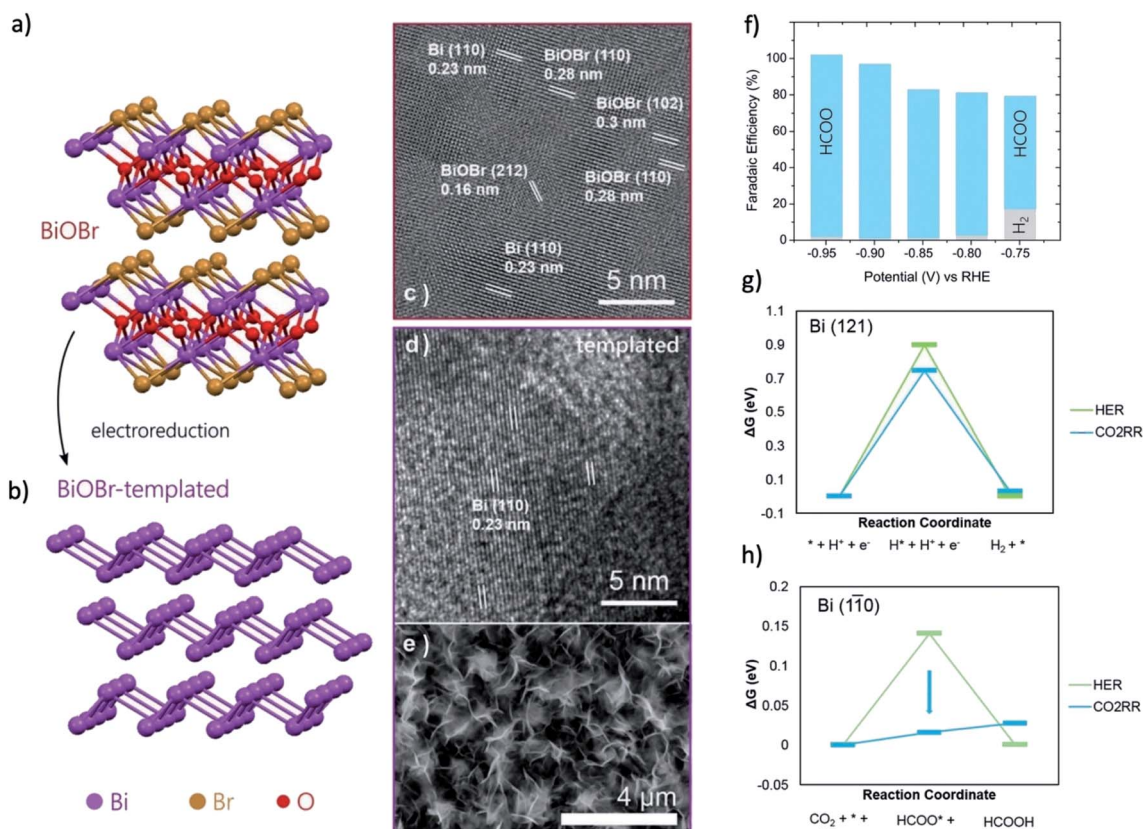 a)
BiOBr
electroreduction
b)
BiOBr-templated
Bi
Br
O
Bi (110)
0.23 nm
BiOBr (110)
0.28 nm
BiOBr (102)
0.3 nm
BiOBr (212)
0.16 nm
BiOBr (110)
0.28 nm
Bi (110)
0.23 nm
c )
5 nm
d )
templated
Bi (110)
0.23 nm
5 nm
e )
4 µm
f)
Faradaic Efficiency (%)
100
80
60
40
20
0
HCOO
HCOO
H₂
-0.95
-0.90
-0.85
-0.80
-0.75
Potential (V) vs RHE
g)
Bi (121)
ΔG (eV)
1.1
0.9
0.7
0.5
0.3
0.1
-0.1
HER
CO2RR
Reaction Coordinate
* + H⁺ + e⁻
H* + H⁺ + e⁻
H₂ + *
h)
Bi (11̅0)
ΔG (eV)
0.2
0.15
0.1
0.05
0
-0.05
HER
CO2RR
Reaction Coordinate
CO₂ + * +
HCOO* +
HCOOH